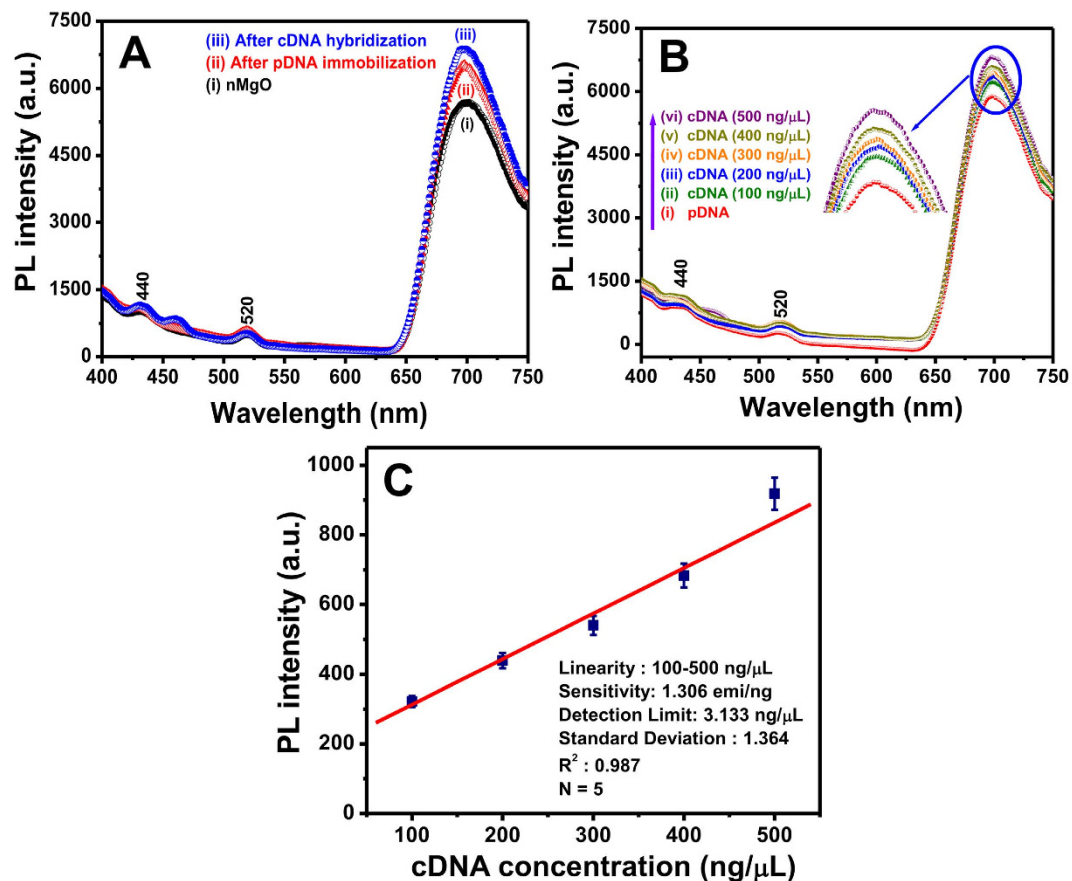 A
(iii) After cDNA hybridization
(ii) After pDNA immobilization
(i) nMgO
(iii)
(ii)
(i)
440
520
7500
6000
4500
3000
1500
0
PL intensity (a.u.)
400 450 500 550 600 650 700 750
Wavelength (nm)
B
(vi) cDNA (500 ng/µL)
(v) cDNA (400 ng/µL)
(iv) cDNA (300 ng/µL)
(iii) cDNA (200 ng/µL)
(ii) cDNA (100 ng/µL)
(i) pDNA
440
520
7500
6000
4500
3000
1500
0
PL intensity (a.u.)
400 450 500 550 600 650 700 750
Wavelength (nm)
C
1000
800
600
400
200
0
PL intensity (a.u.)
Linearity : 100-500 ng/µL
Sensitivity: 1.306 emi/ng
Detection Limit: 3.133 ng/µL
Standard Deviation : 1.364
R² : 0.987
N = 5
100 200 300 400 500
cDNA concentration (ng/µL)